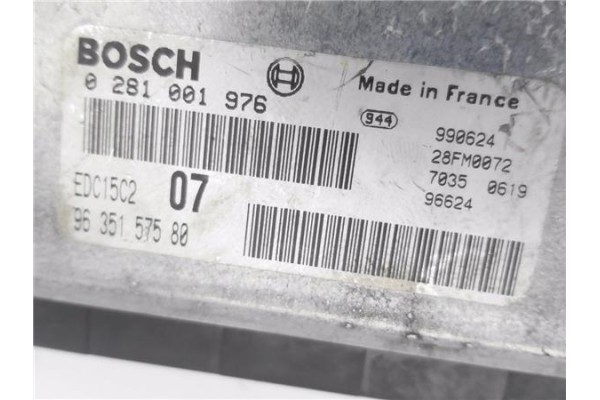 BOSCH
0 281 001 976
Made in France
944
990624
28FM0072
7035 0619
96624
EDC15C2 07
96 351 575 80